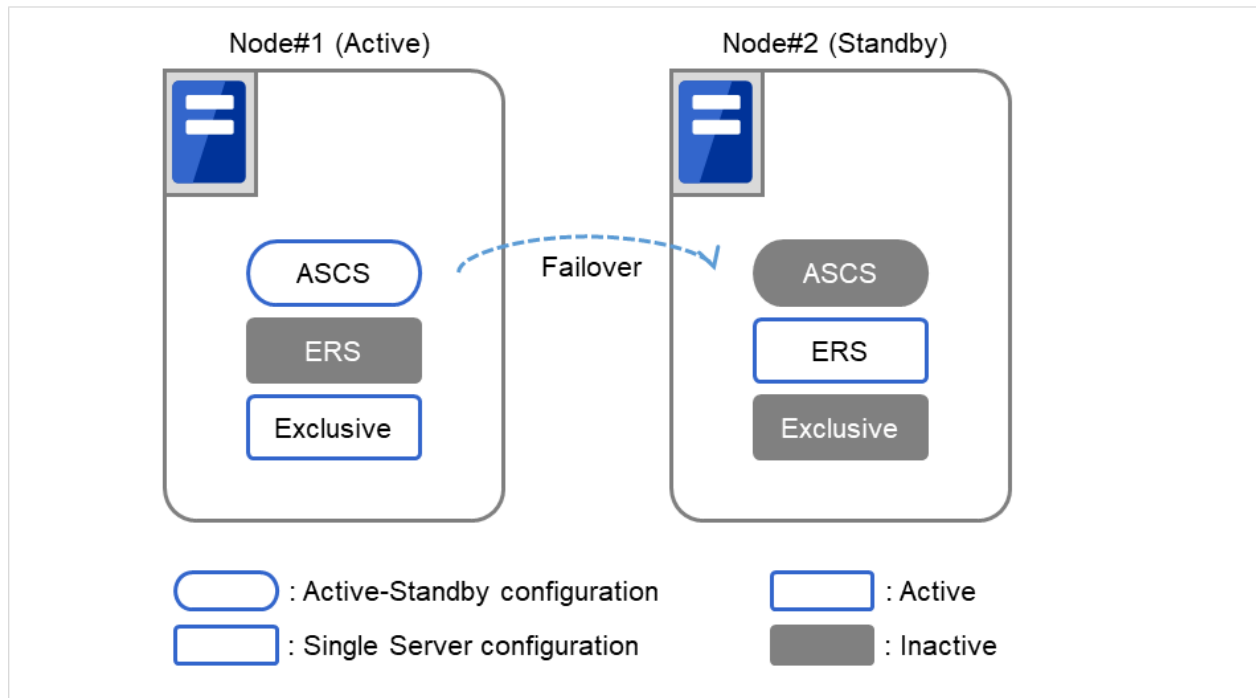 Node#1 (Active)
Node#2 (Standby)
ASCS
Failover
ASCS
ERS
ERS
Exclusive
Exclusive
: Active-Standby configuration
: Active
: Single Server configuration
: Inactive